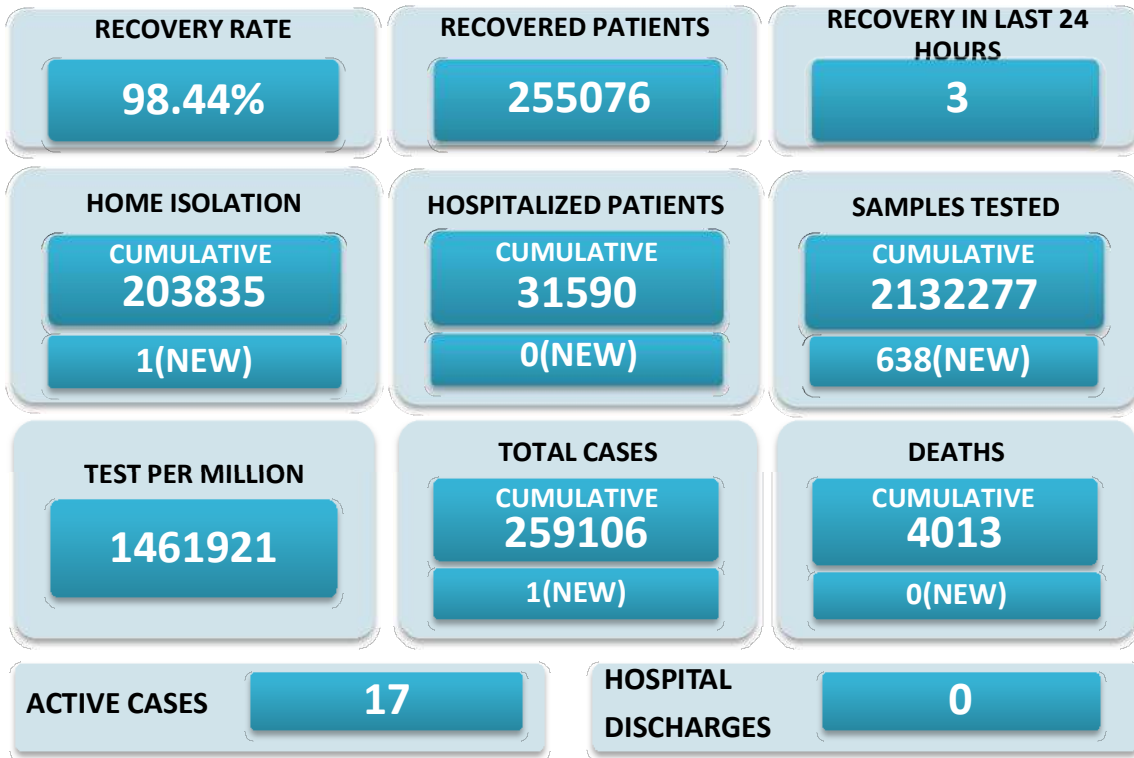 RECOVERY RATE
98.44%
RECOVERED PATIENTS
255076
RECOVERY IN LAST 24
HOURS
3
HOME ISOLATION
CUMULATIVE
203835
1(NEW)
HOSPITALIZED PATIENTS
CUMULATIVE
31590
0(NEW)
SAMPLES TESTED
CUMULATIVE
2132277
638(NEW)
TEST PER MILLION
1461921
TOTAL CASES
CUMULATIVE
259106
1(NEW)
DEATHS
CUMULATIVE
4013
0(NEW)
ACTIVE CASES
17
HOSPITAL
DISCHARGES
0